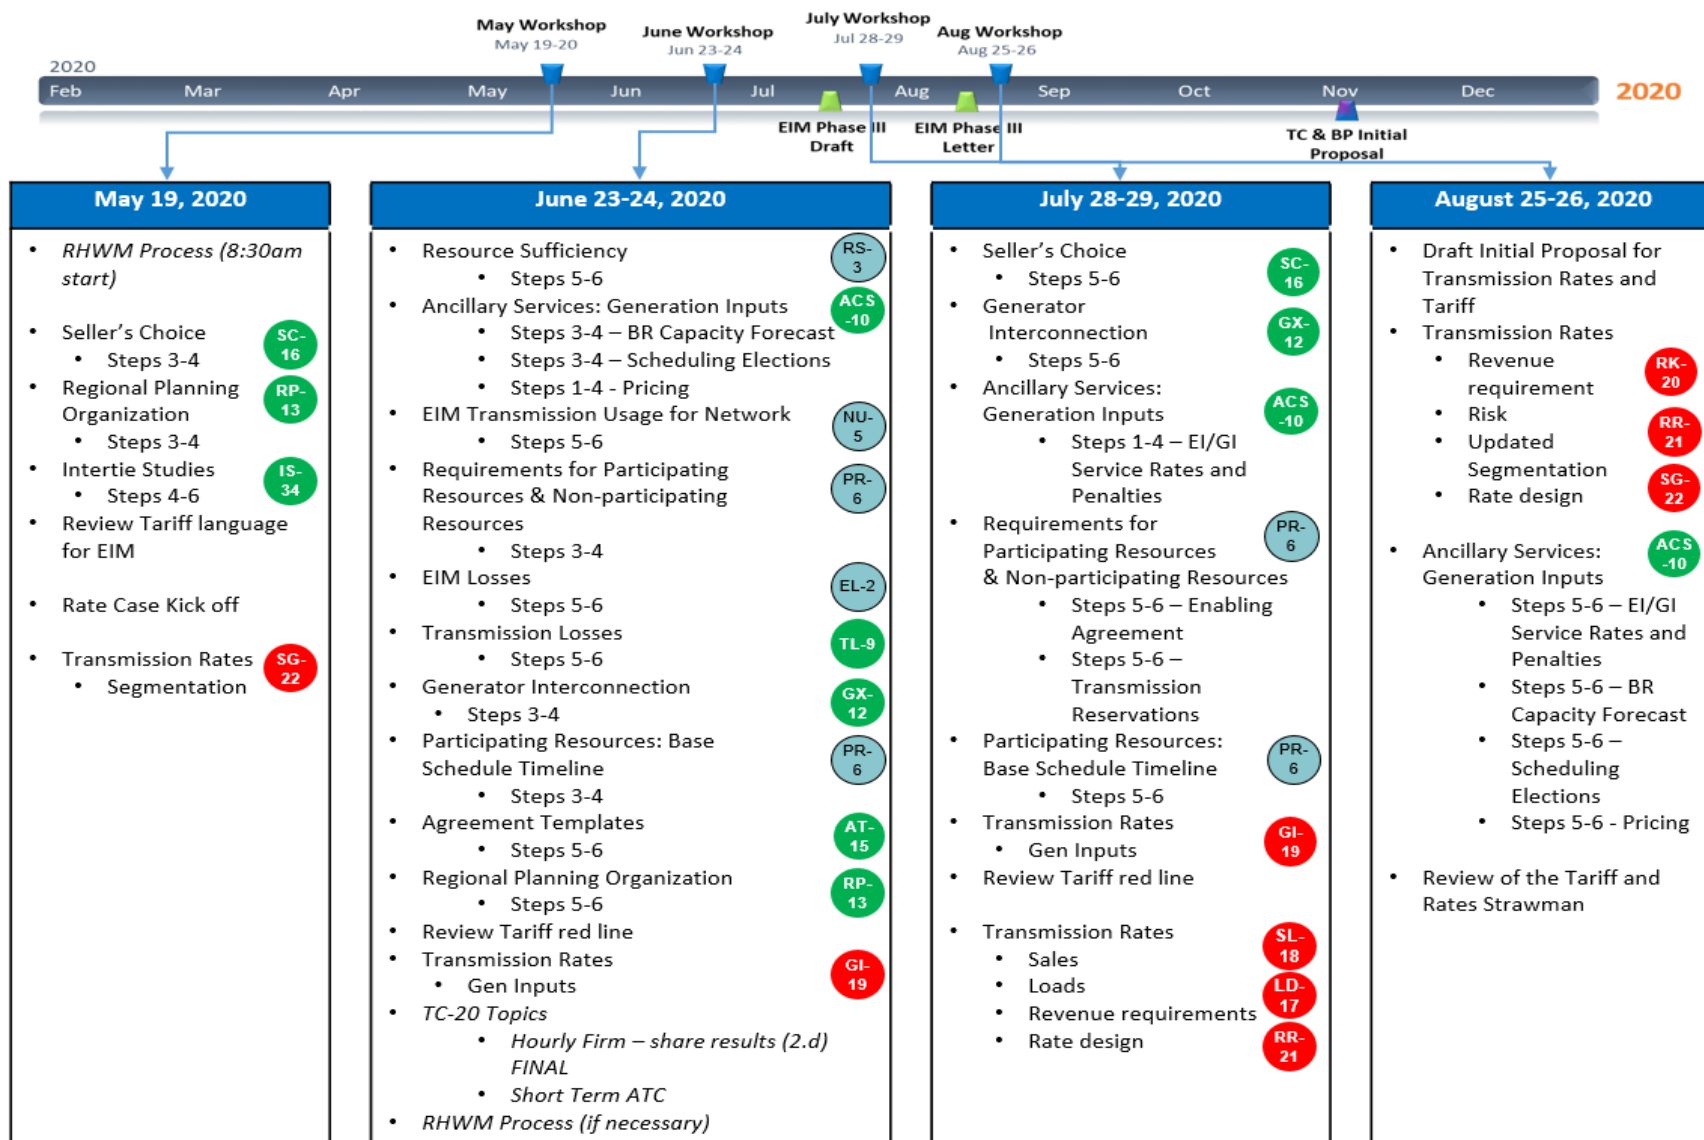 May Workshop
May 19-20
June Workshop
Jun 23-24
July Workshop
Jul 28-29
Aug Workshop
Aug 25-26
2020
Feb Mar Apr May Jun Jul Aug Sep Oct Nov Dec
2020
EIM Phase III
Draft
EIM Phase III
Letter
TC & BP Initial
Proposal
May 19, 2020
• RHWM Process (8:30am
start)
• Seller's Choice
SC-
16
• Steps 3-4
• Regional Planning
Organization
RP-
13
• Steps 3-4
• Intertie Studies
IS-
34
• Steps 4-6
• Review Tariff language
for EIM
• Rate Case Kick off
• Transmission Rates
SG-
22
• Segmentation
June 23-24, 2020
• Resource Sufficiency
RS-
3
• Steps 5-6
• Ancillary Services: Generation Inputs
ACS
-10
• Steps 3-4 – BR Capacity Forecast
• Steps 3-4 – Scheduling Elections
• Steps 1-4 - Pricing
• EIM Transmission Usage for Network
NU-
5
• Steps 5-6
• Requirements for Participating
Resources & Non-participating
Resources
PR-
6
• Steps 3-4
• EIM Losses
EL-2
• Steps 5-6
• Transmission Losses
TL-9
• Steps 5-6
• Generator Interconnection
GX-
12
• Steps 3-4
• Participating Resources: Base
Schedule Timeline
PR-
6
• Steps 3-4
• Agreement Templates
AT-
15
• Steps 5-6
• Regional Planning Organization
RP-
13
• Steps 5-6
• Review Tariff red line
• Transmission Rates
GI-
19
• Gen Inputs
• TC-20 Topics
• Hourly Firm – share results (2.d)
FINAL
• Short Term ATC
• RHWM Process (if necessary)
July 28-29, 2020
• Seller's Choice
SC-
16
• Steps 5-6
• Generator
Interconnection
GX-
12
• Steps 5-6
• Ancillary Services:
Generation Inputs
ACS
-10
• Steps 1-4 – EI/GI
Service Rates and
Penalties
• Requirements for
Participating Resources
& Non-participating Resources
PR-
6
• Steps 5-6 – Enabling
Agreement
• Steps 5-6 –
Transmission
Reservations
• Participating Resources:
Base Schedule Timeline
PR-
6
• Steps 5-6
• Transmission Rates
GI-
19
• Gen Inputs
• Review Tariff red line
• Transmission Rates
SL-
18
• Sales
• Loads
LD-
17
• Revenue requirements
• Rate design
RR-
21
August 25-26, 2020
• Draft Initial Proposal for
Transmission Rates and
Tariff
• Transmission Rates
• Revenue
requirement
RK-
20
• Risk
• Updated
Segmentation
RR-
21
• Rate design
SG-
22
• Ancillary Services:
Generation Inputs
ACS
-10
• Steps 5-6 – EI/GI
Service Rates and
Penalties
• Steps 5-6 – BR
Capacity Forecast
• Steps 5-6 –
Scheduling
Elections
• Steps 5-6 - Pricing
• Review of the Tariff and
Rates Strawman